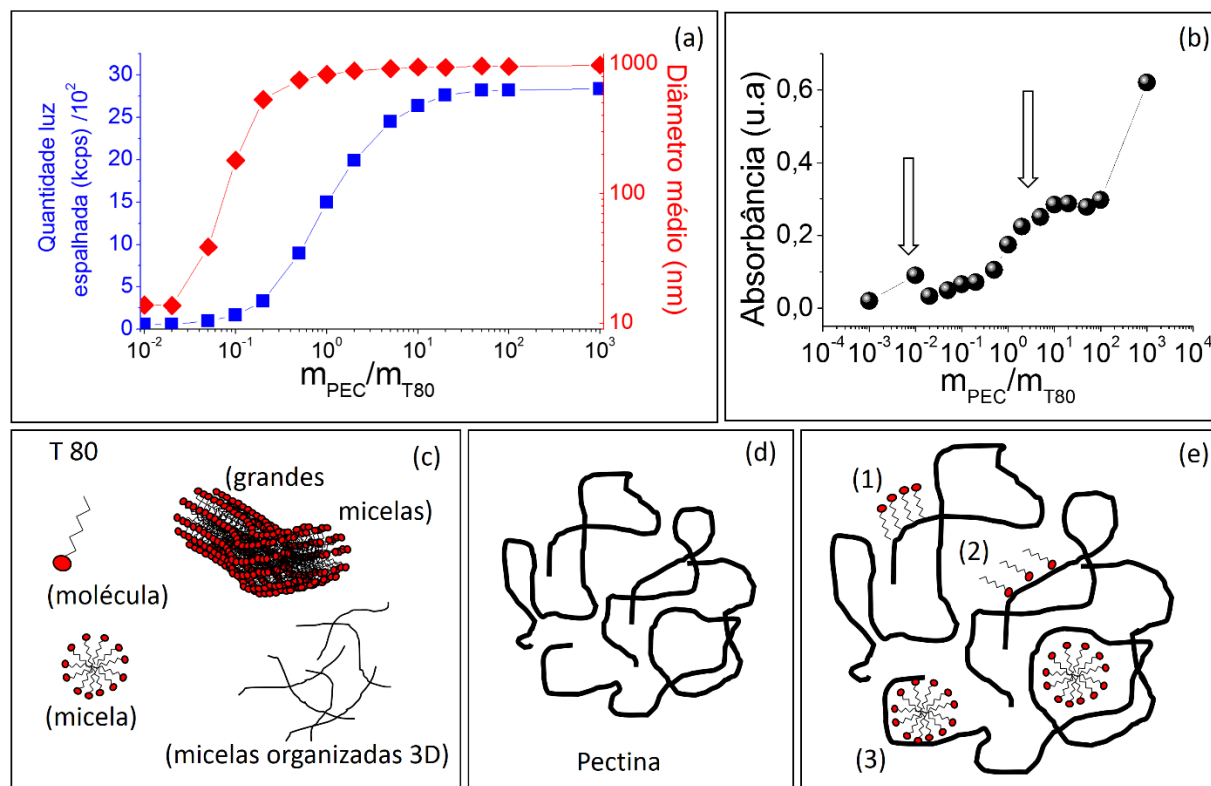 (a)
Quantidade luz
espalhada (kcps) /10²
30
25
20
15
10
5
0
10⁻² 10⁻¹ 10⁰ 10¹ 10² 10³
m_PEC/m_T80
1000
100
10
Diâmetro médio (nm)
(b)
Absorbância (u.a)
0,6
0,4
0,2
0,0
10⁻⁴ 10⁻³ 10⁻² 10⁻¹ 10⁰ 10¹ 10² 10³ 10⁴
m_PEC/m_T80
T 80
(c)
(grandes
micelas)
(molécula)
(micela)
(micelas organizadas 3D)
(d)
Pectina
(e)
(1)
(2)
(3)